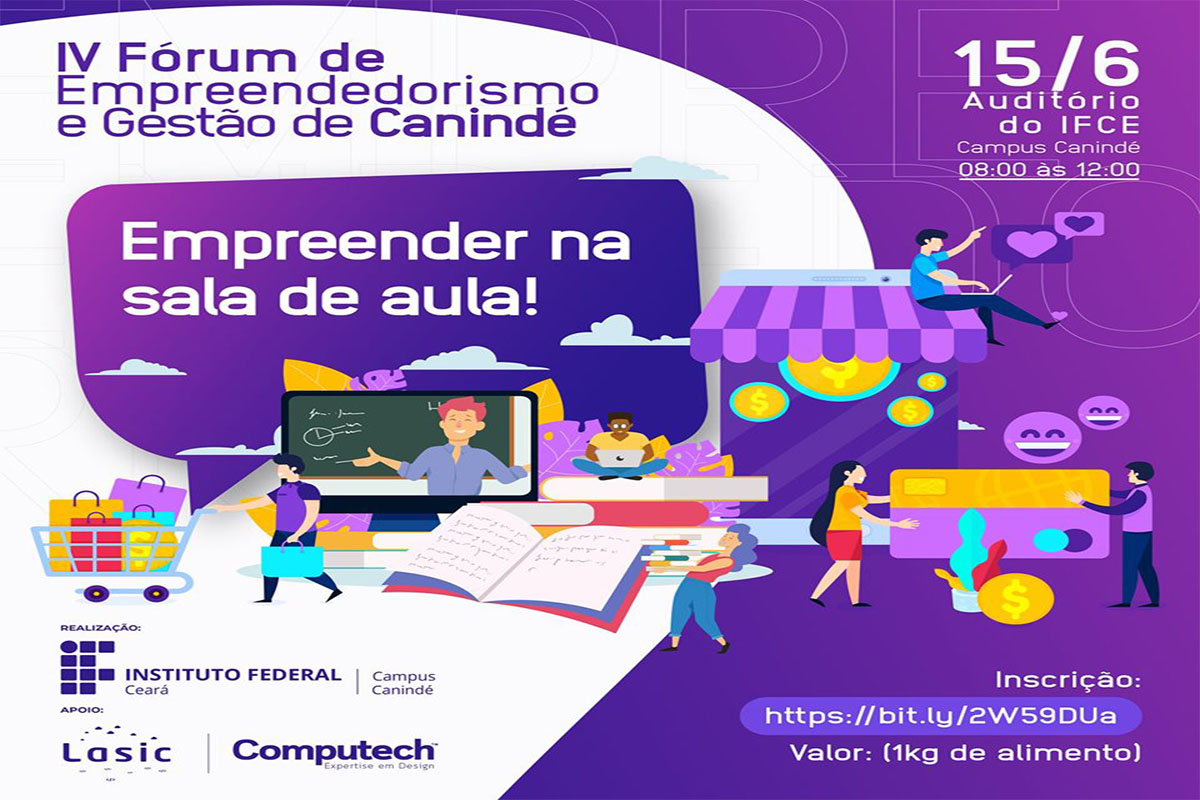 IV Fórum de
Empreendedorismo
e Gestão de Canindé
15/6
Auditório
do IFCE
Campus Canindé
08:00 às 12:00
Empreender na
sala de aula!
REALIZAÇÃO:
INSTITUTO FEDERAL
Ceará
Campus
Canindé
APOIO:
Lasic
Computech
Expertise em Design
Inscrição:
https://bit.ly/2W59DUa
Valor: (1kg de alimento)